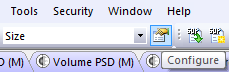 Tools Security Window Help
Size
(M) Volume PSD (M) Configure